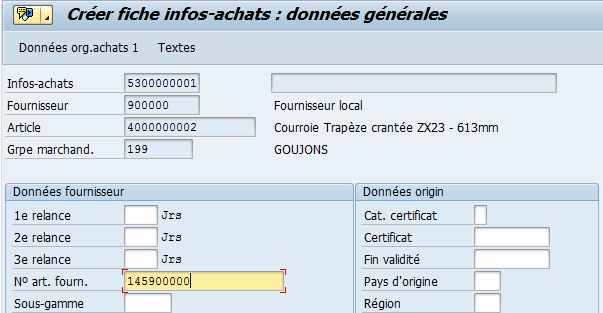 Créer fiche infos-achats : données générales
Données org.achats 1 Textes
Infos-achats 5300000001
Fournisseur 900000 Fournisseur local
Article 4000000002 Courroie Trapèze crantée ZX23 - 613mm
Grpe marchand. 199 GOUJONS
Données fournisseur Données origin
1e relance Jrs Cat. certificat
2e relance Jrs Certificat
3e relance Jrs Fin validité
Nº art. fourn. 145900000 Pays d'origine
Sous-gamme Région